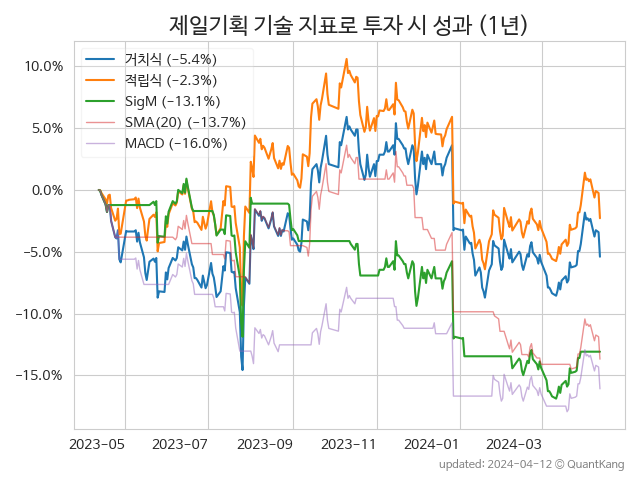 제일기획 기술 지표로 투자 시 성과 (1년)
거치식 (−5.4%)
적립식 (−2.3%)
SigM (−13.1%)
SMA(20) (−13.7%)
MACD (−16.0%)
10.0%
5.0%
0.0%
−5.0%
−10.0%
−15.0%
2023-05
2023-07
2023-09
2023-11
2024-01
2024-03
updated: 2024-04-12 © QuantKang